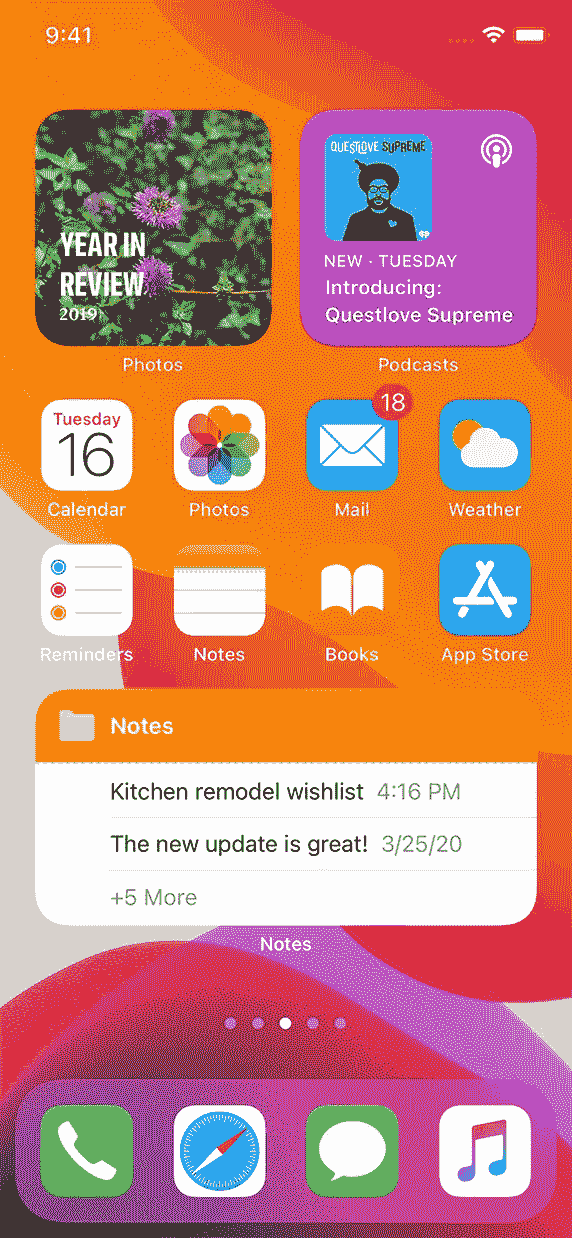 9:41
YEAR IN
REVIEW
2019
QUESTLOVE SUPREME
NEW · TUESDAY
Introducing:
Questlove Supreme
Photos
Podcasts
Tuesday
16
18
Calendar
Photos
Mail
Weather
Reminders
Notes
Books
App Store
Notes
Kitchen remodel wishlist 4:16 PM
The new update is great! 3/25/20
+5 More
Notes